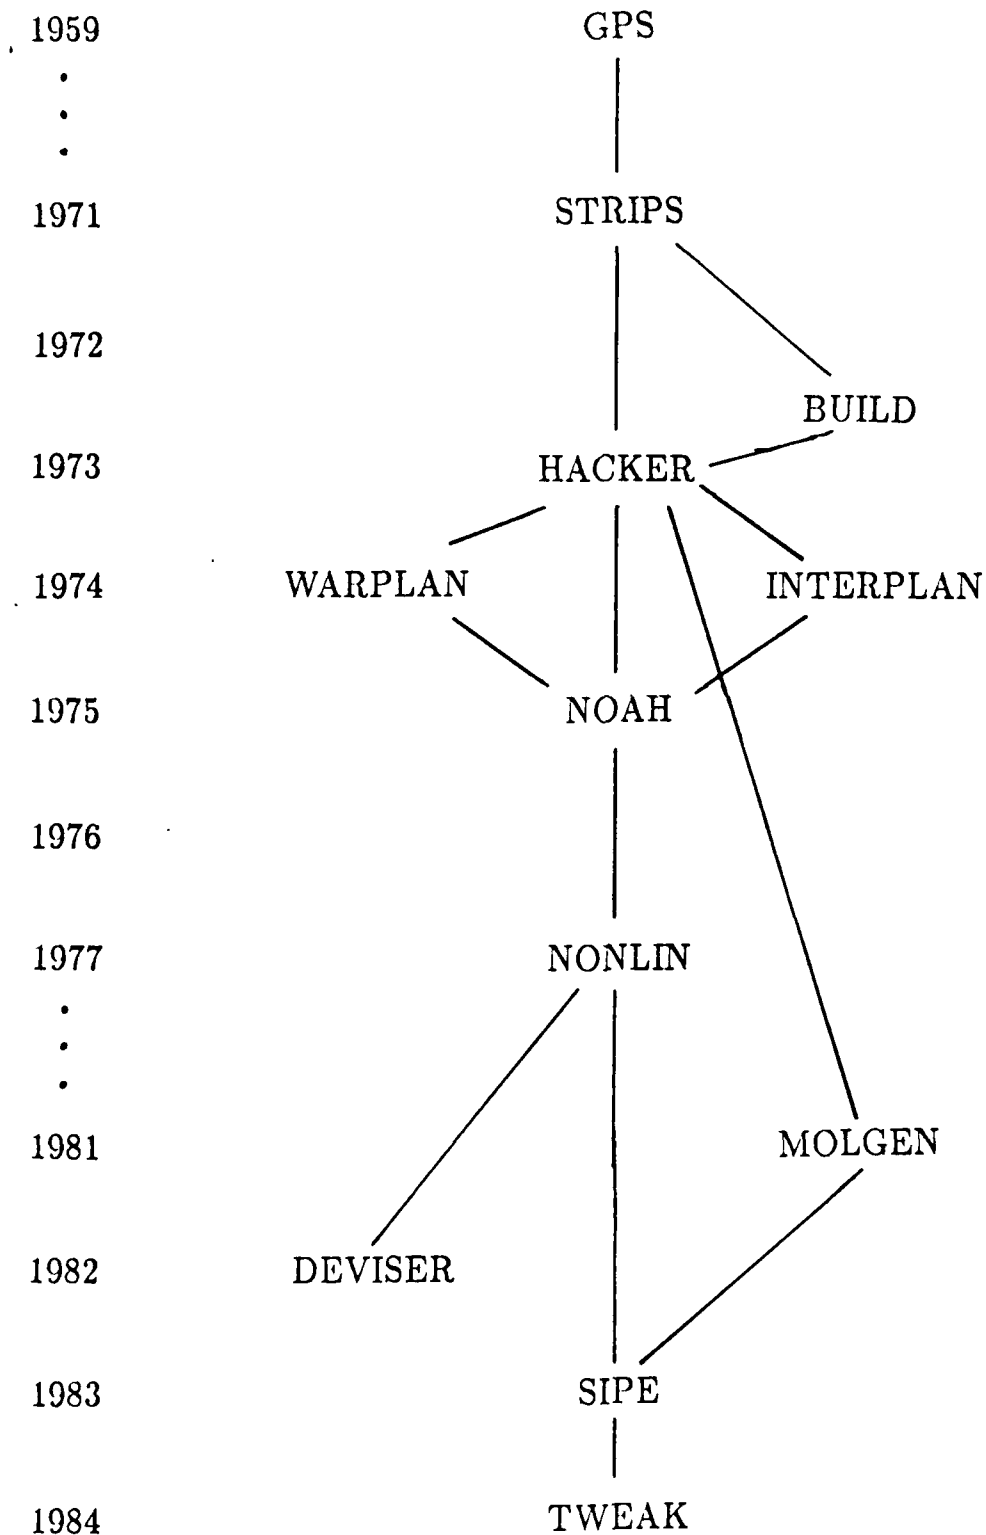 1959 GPS
1971 STRIPS
1972
BUILD
1973 HACKER
1974 WARPLAN INTERPLAN
1975 NOAH
1976
1977 NONLIN
1981 MOLGEN
1982 DEVISER
1983 SIPE
1984 TWEAK